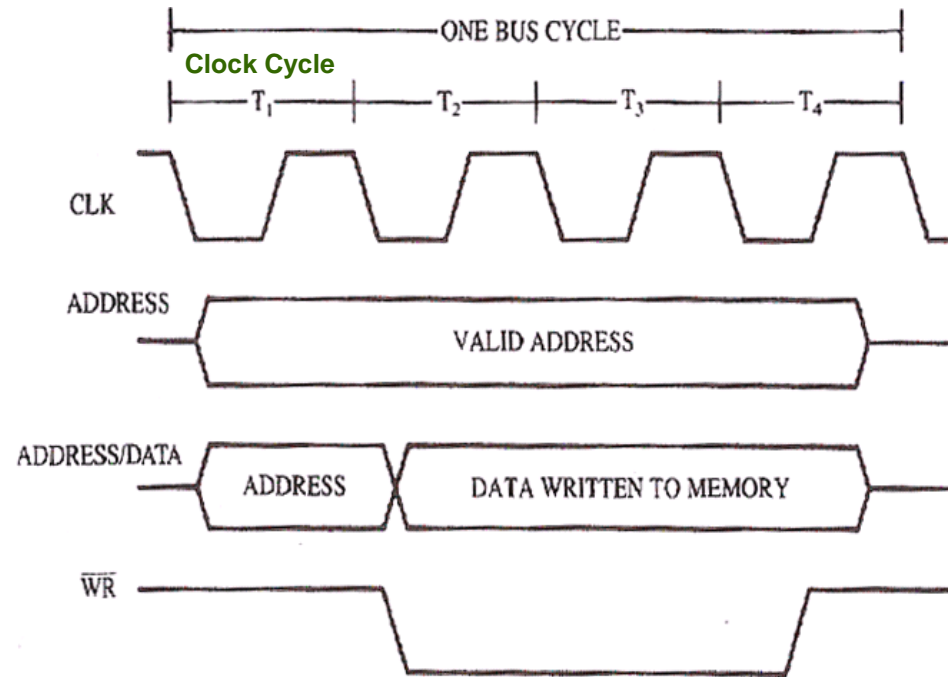 ONE BUS CYCLE
Clock Cycle
T₁ T₂ T₃ T₄
CLK
ADDRESS
VALID ADDRESS
ADDRESS/DATA
ADDRESS DATA WRITTEN TO MEMORY
W̅R̅